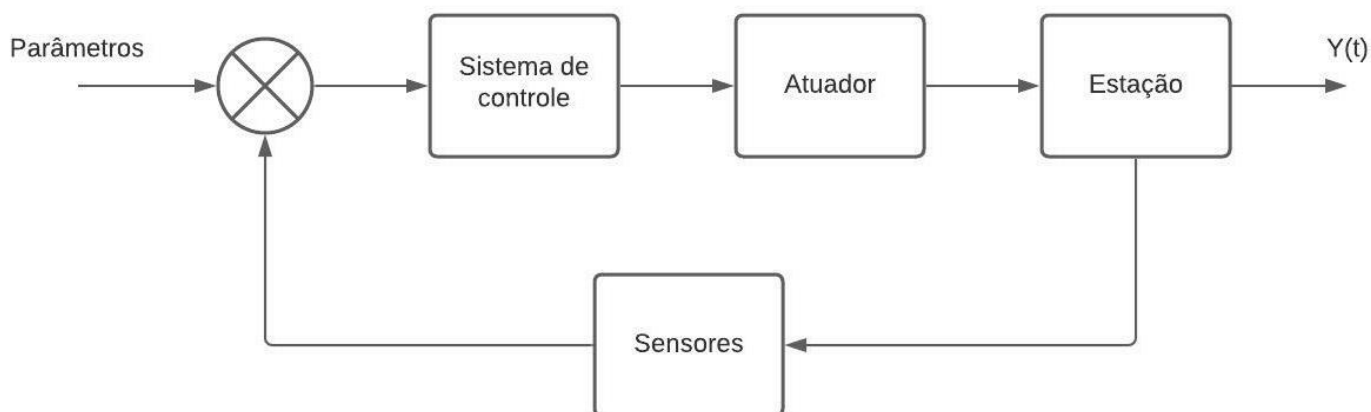 Parâmetros
Sistema de
controle
Atuador
Estação
Y(t)
Sensores